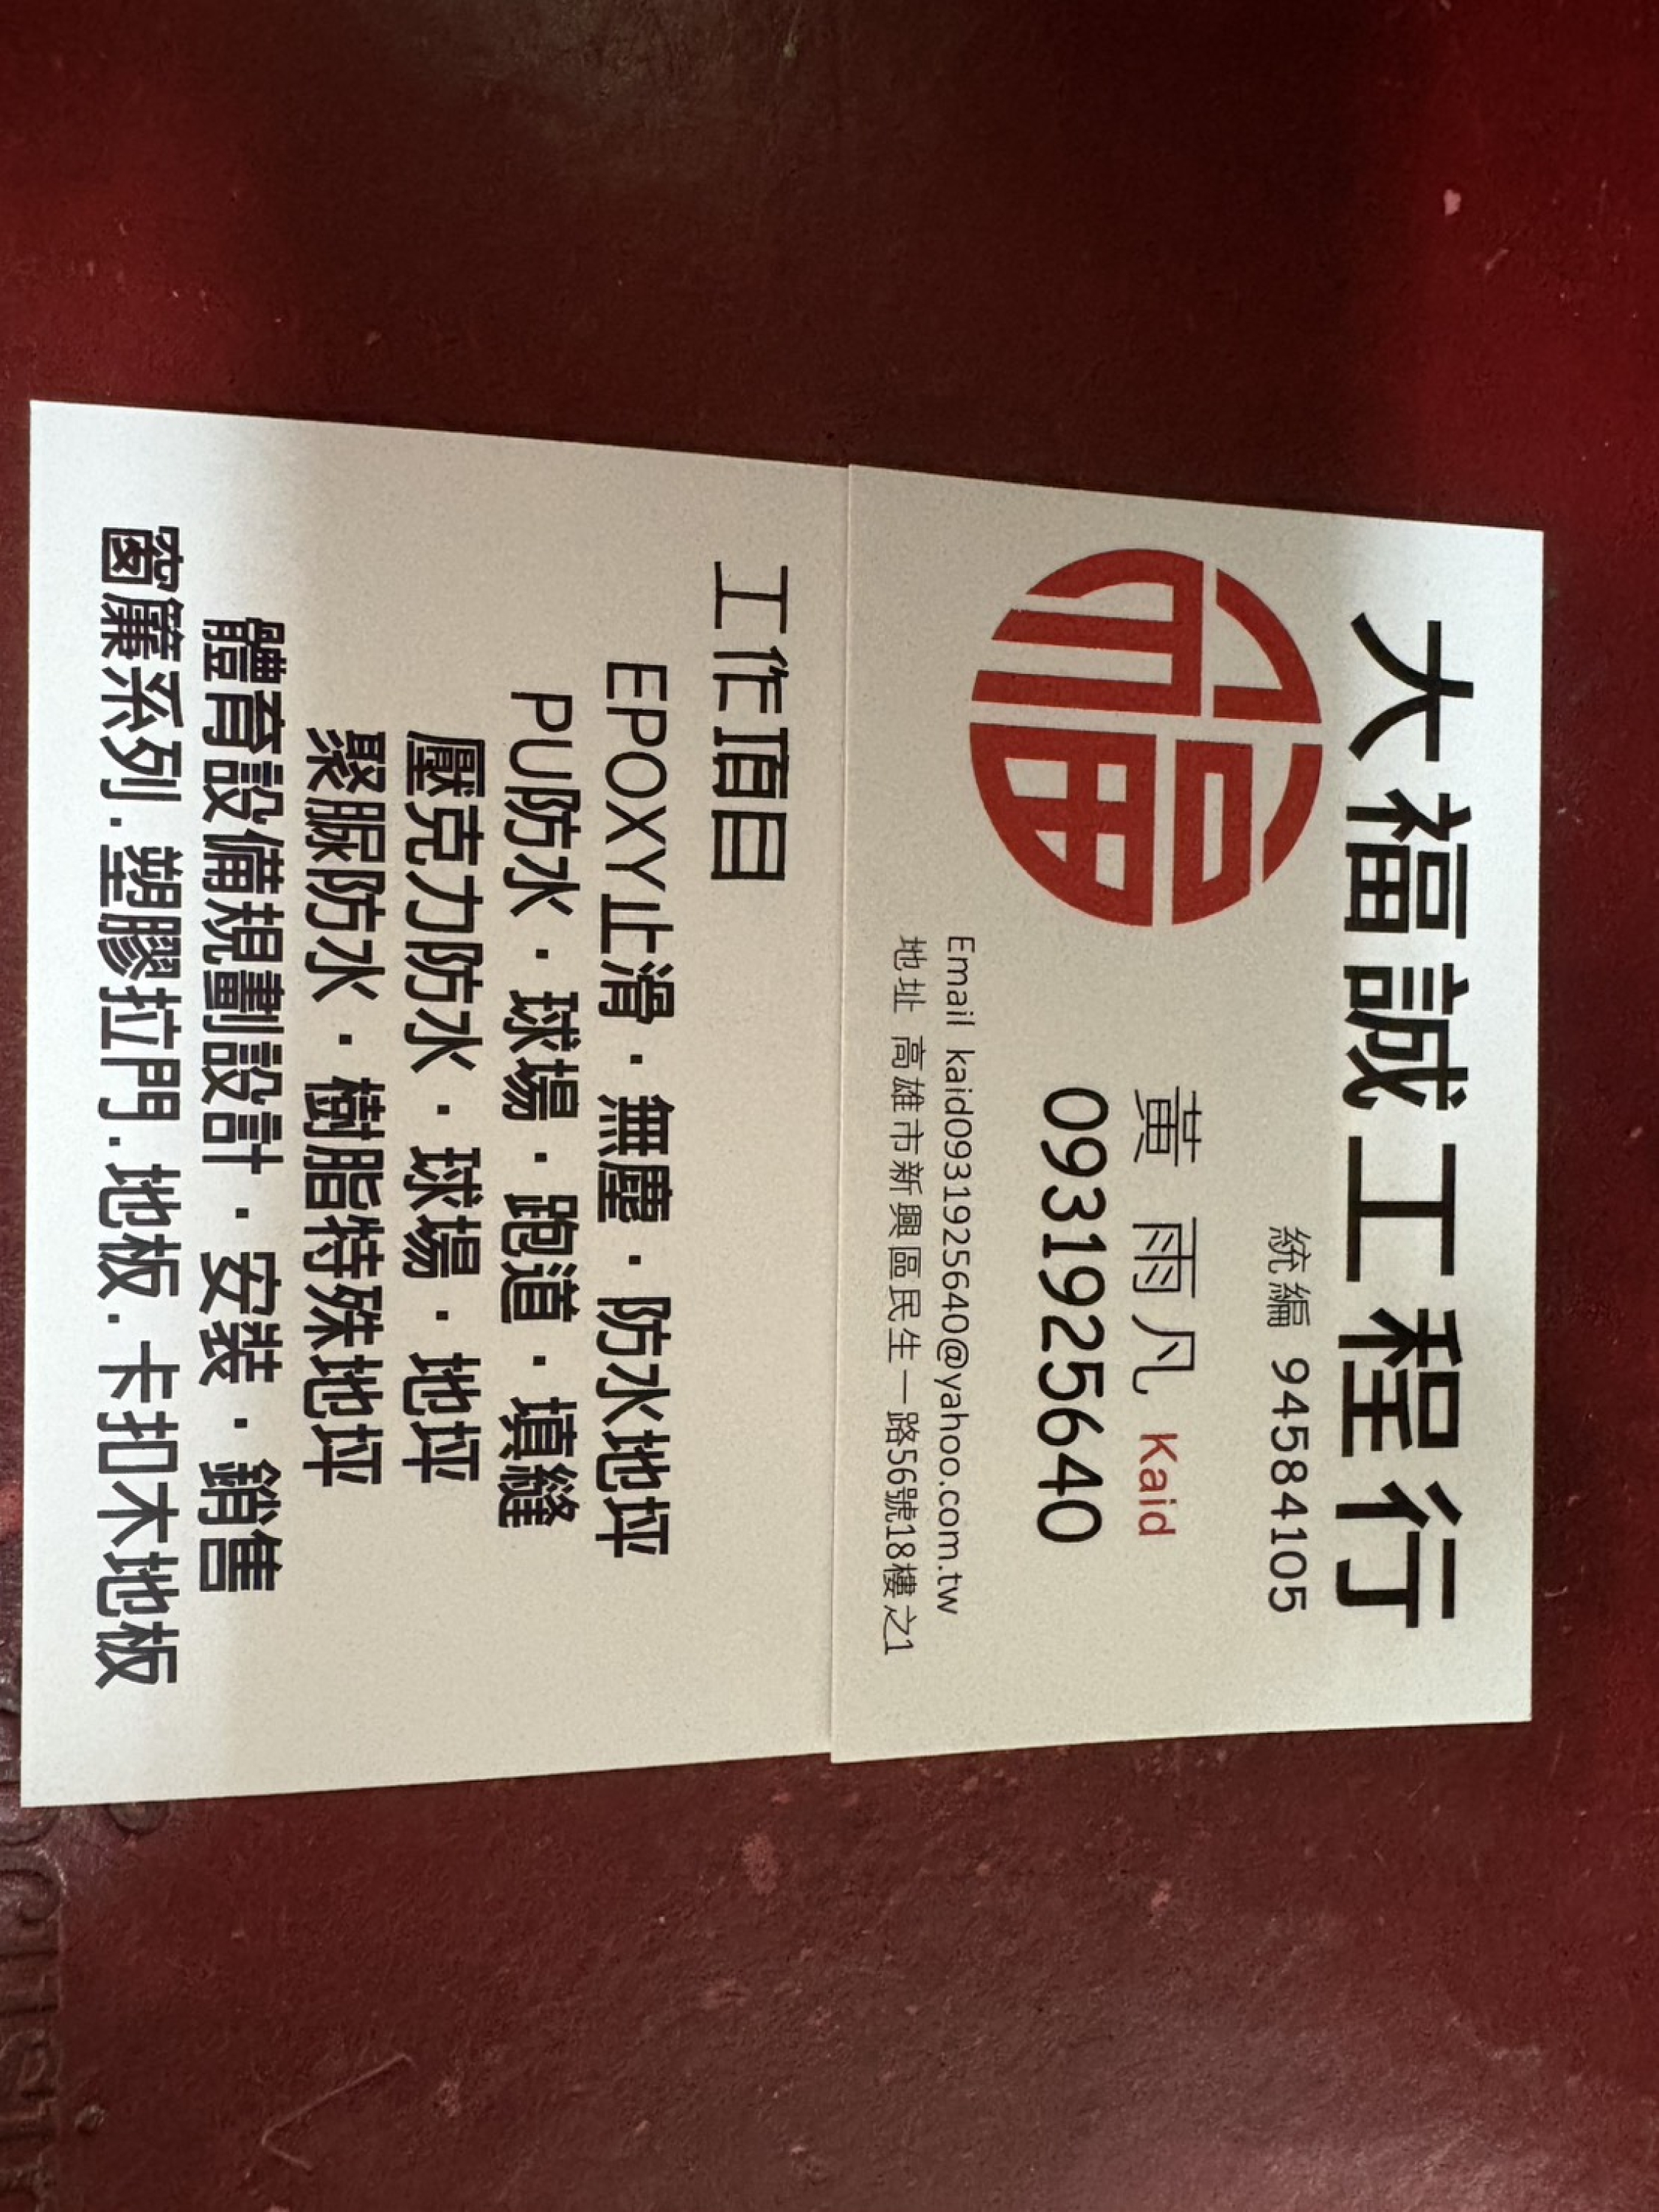 大福誠工程行
統編 94584105
福
黃雨凡 Kaid
0931925640
Email kaid0931925640@yahoo.com.tw
地址 高雄市新興區民生一路56號18樓之1
工作項目
EPOXY止滑·無塵·防水地坪
PU防水·球場·跑道·填縫
壓克力防水·球場·地坪
聚脲防水·樹脂特殊地坪
體育設備規劃設計·安裝·銷售
窗簾系列.塑膠拉門.地板.卡扣木地板